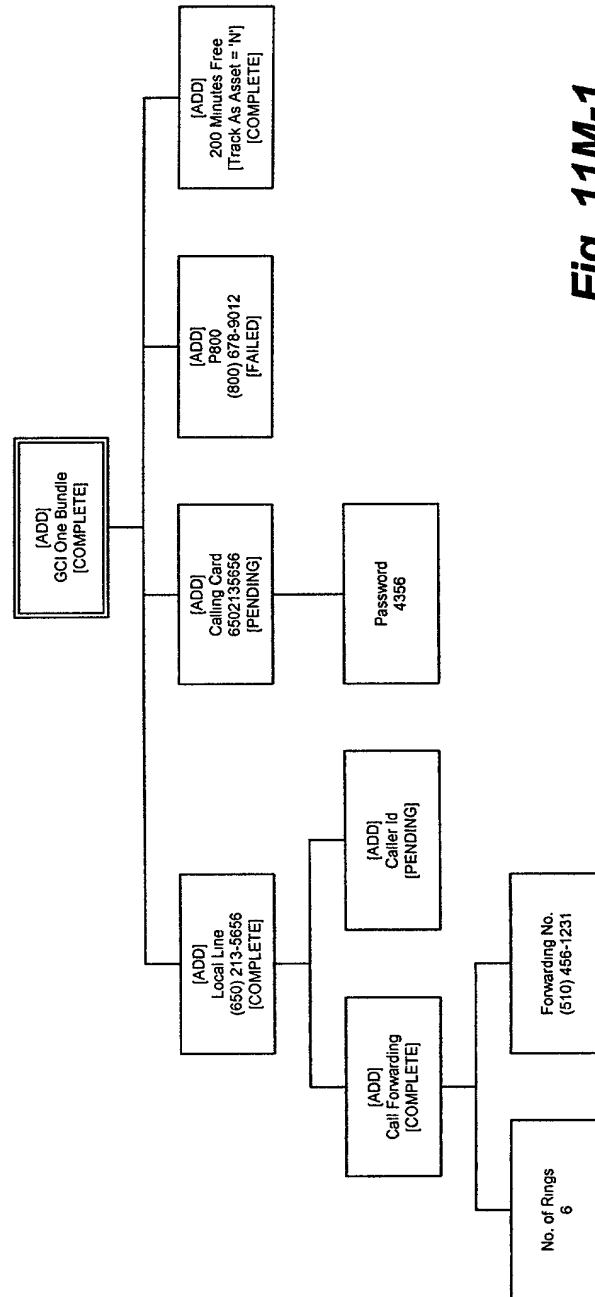 [ADD]
GCI One Bundle
[COMPLETE]
[ADD]
Local Line
(650) 213-5656
[COMPLETE]
[ADD]
Calling Card
6502135656
[PENDING]
[ADD]
P800
(800) 678-9012
[FAILED]
[ADD]
200 Minutes Free
[Track As Asset = 'N']
[COMPLETE]
[ADD]
Call Forwarding
[COMPLETE]
[ADD]
Caller Id
[PENDING]
Password
4356
No. of Rings
6
Forwarding No.
(510) 456-1231
Fig. 11M-1